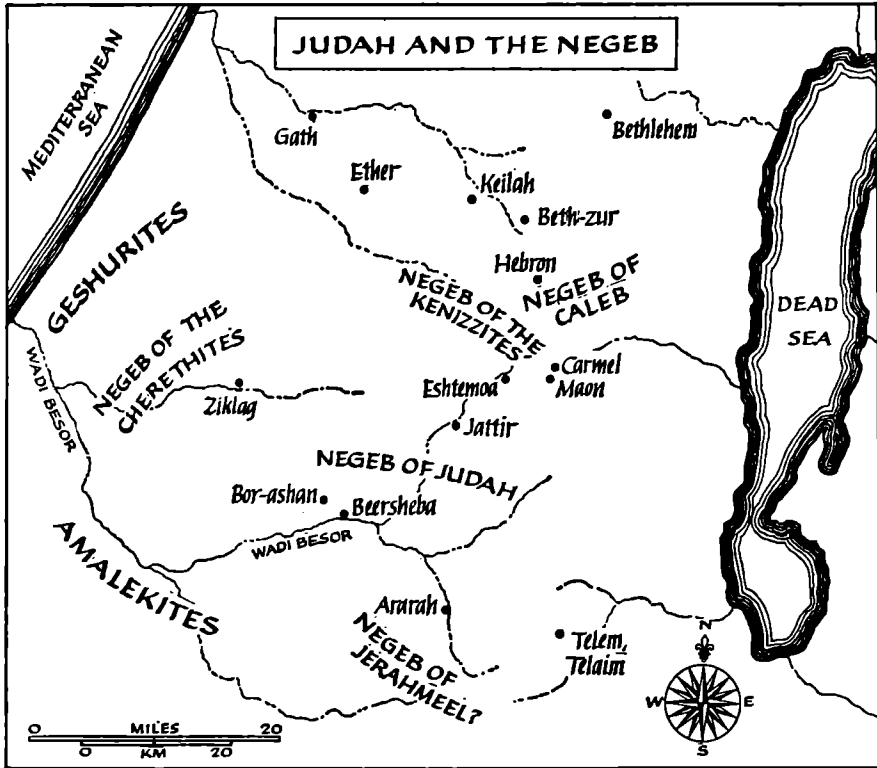 JUDAH AND THE NEGEB
MEDITERRANEAN
SEA
Gath
Bethlehem
Ether
Keilah
Beth-zur
GESHURITES
Hebron
NEGEB OF THE
KENIZZITES
NEGEB OF
CALEB
DEAD
SEA
NEGEB OF THE
CHERETHITES
WADI BESOR
Ziklag
Eshtemoa
Carmel
Maon
Jattir
NEGEB OF JUDAH
Bor-ashan
Beersheba
WADI BESOR
AMALEKITES
Ararah
NEGEB OF
JERAHMEEL?
Telem,
Telaim
N
W
E
S
0 MILES 20
0 KM 20